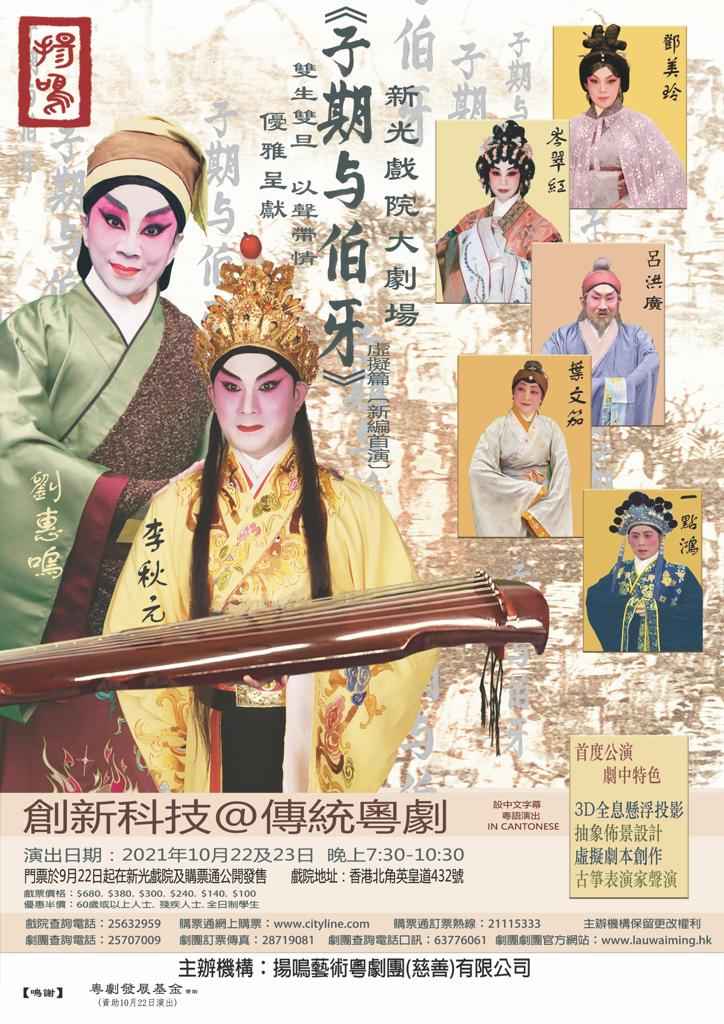 揚鳴
新光戲院大劇場
《子期与伯牙》
虛擬篇〔新編首演〕
雙生雙旦 以聲帶情
優雅呈獻
鄧美玲
岑翠紅
呂洪廣
葉文笳
一點鴻
劉惠鳴
李秋元
首度公演
劇中特色
3D全息懸浮投影
抽象佈景設計
虛擬劇本創作
古箏表演家聲演
創新科技@傳統粵劇
設中文字幕
粵語演出
IN CANTONESE
演出日期：2021年10月22及23日 晚上7:30-10:30
門票於9月22日起在新光戲院及購票通公開發售 戲院地址：香港北角英皇道432號
戲票價格：$680, $380, $300, $240, $140, $100
優惠半價：60歲或以上人士, 殘疾人士, 全日制學生
戲院查詢電話：25632959 購票通網上購票：www.cityline.com 購票通訂票熱線：21115333 主辦機構保留更改權利
劇團查詢電話：25707009 劇團訂票傳真：28719081 劇團查詢電話口訊：63776061 劇團劇團官方網站：www.lauwaiming.hk
主辦機構：揚鳴藝術粵劇團(慈善)有限公司
【鳴謝】 粵劇發展基金
(資助10月22日演出)